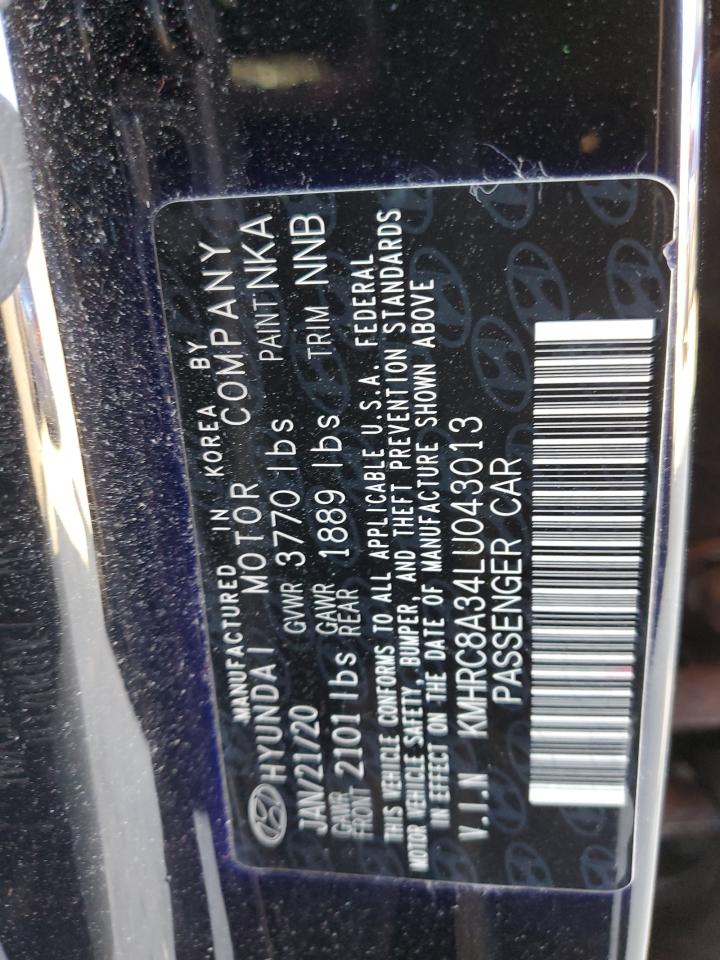 MANUFACTURED IN KOREA BY
HYUNDAI MOTOR COMPANY
JAN/21/20 GVWR 3770 lbs PAINT NKA
GAWR FRONT 2101 lbs GAWR REAR 1889 lbs TRIM NNB
THIS VEHICLE CONFORMS TO ALL APPLICABLE U.S.A. FEDERAL
MOTOR VEHICLE SAFETY, BUMPER, AND THEFT PREVENTION STANDARDS
IN EFFECT ON THE DATE OF MANUFACTURE SHOWN ABOVE
V.I.N KMHRC8A34LU043013
PASSENGER CAR